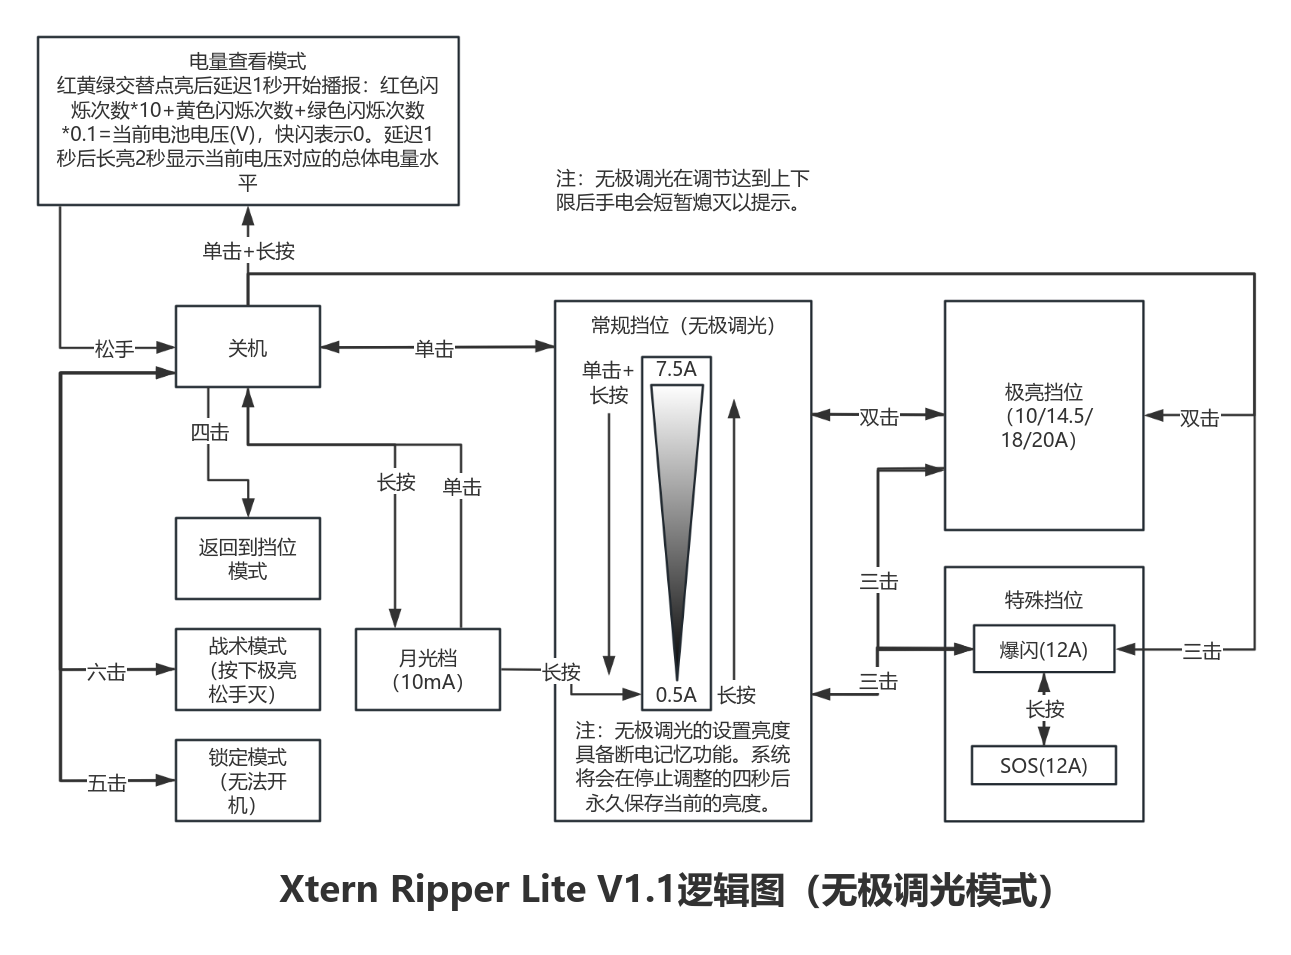 电量查看模式
红黄绿交替点亮后延迟1秒开始播报：红色闪
烁次数*10+黄色闪烁次数+绿色闪烁次数
*0.1=当前电池电压(V)，快闪表示0。延迟1
秒后长亮2秒显示当前电压对应的总体电量水
平
注：无极调光在调节达到上下
限后手电会短暂熄灭以提示。
单击+长按
松手
关机
单击
四击
返回到挡位
模式
六击
战术模式
（按下极亮
松手灭）
五击
锁定模式
（无法开
机）
长按
单击
月光档
（10mA）
长按
常规挡位（无极调光）
单击+
长按
7.5A
0.5A
长按
注：无极调光的设置亮度
具备断电记忆功能。系统
将会在停止调整的四秒后
永久保存当前的亮度。
双击
三击
三击
极亮挡位
（10/14.5/
18/20A）
双击
特殊挡位
爆闪(12A)
三击
长按
SOS(12A)
Xtern Ripper Lite V1.1逻辑图（无极调光模式）